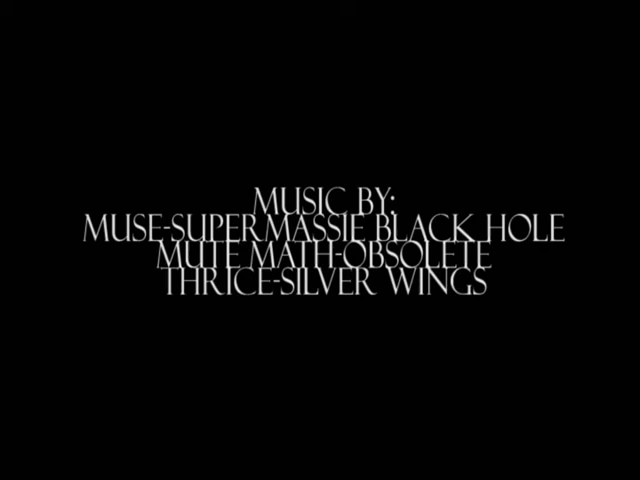 MUSIC BY:
MUSE-SUPERMASSIE BLACK HOLE
MUTE MATH-OBSOLETE
THRICE-SILVER WINGS